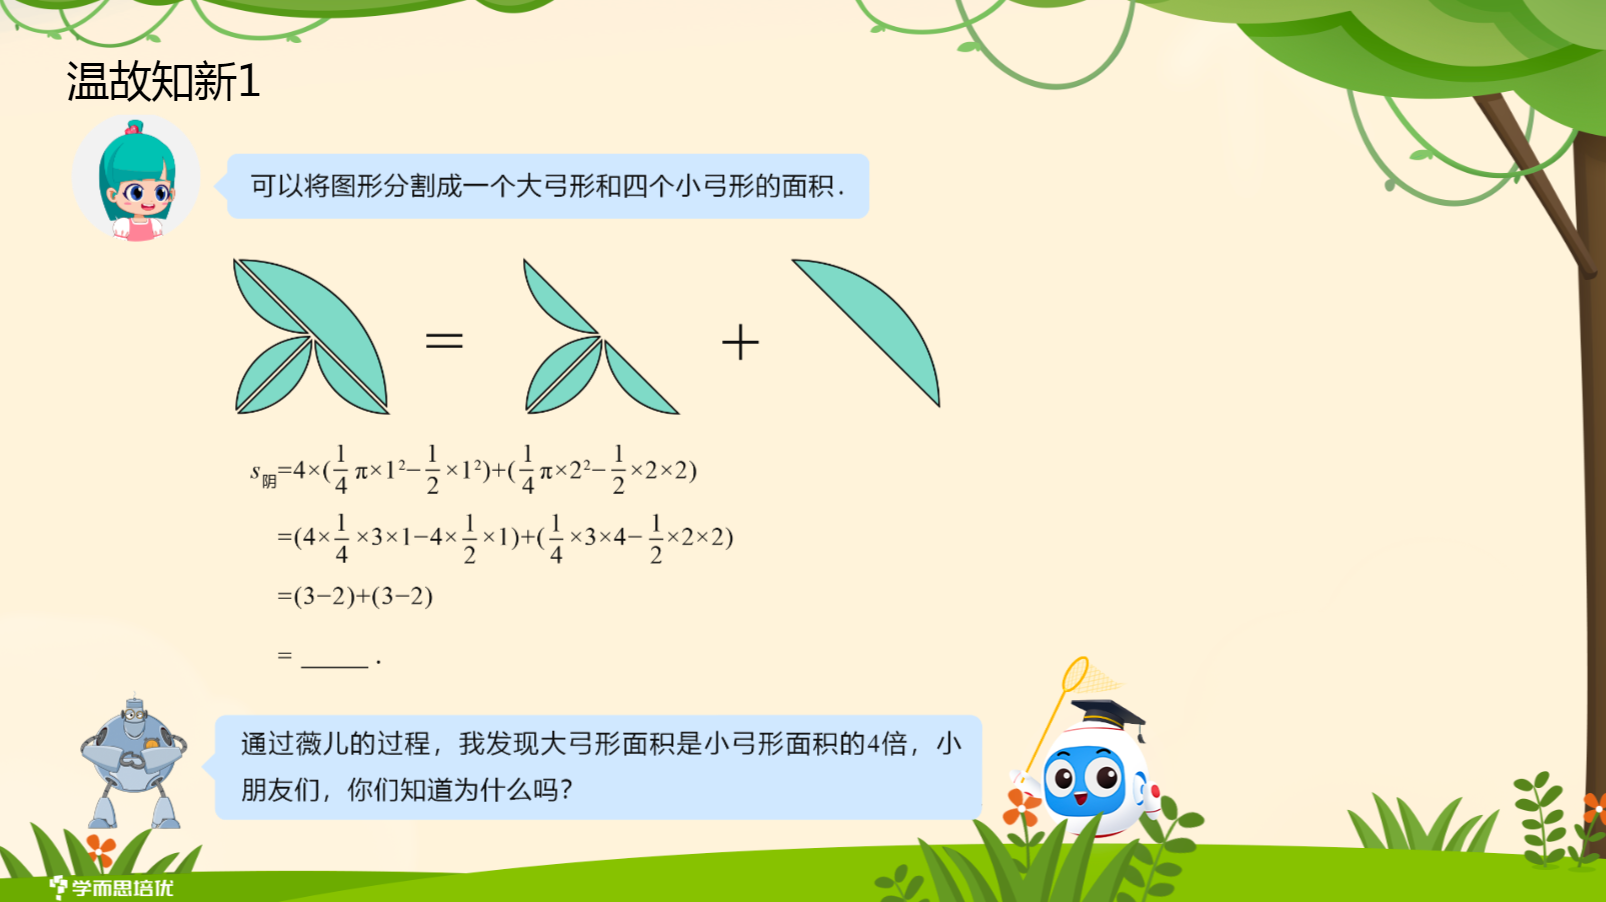 温故知新1
可以将图形分割成一个大弓形和四个小弓形的面积.
= +
s阴=4×(1/4 π×1²−1/2×1²)+(1/4 π×2²−1/2×2×2)
=(4×1/4×3×1−4×1/2×1)+(1/4×3×4−1/2×2×2)
=(3−2)+(3−2)
= _____ .
通过薇儿的过程，我发现大弓形面积是小弓形面积的4倍，小
朋友们，你们知道为什么吗？
学而思培优